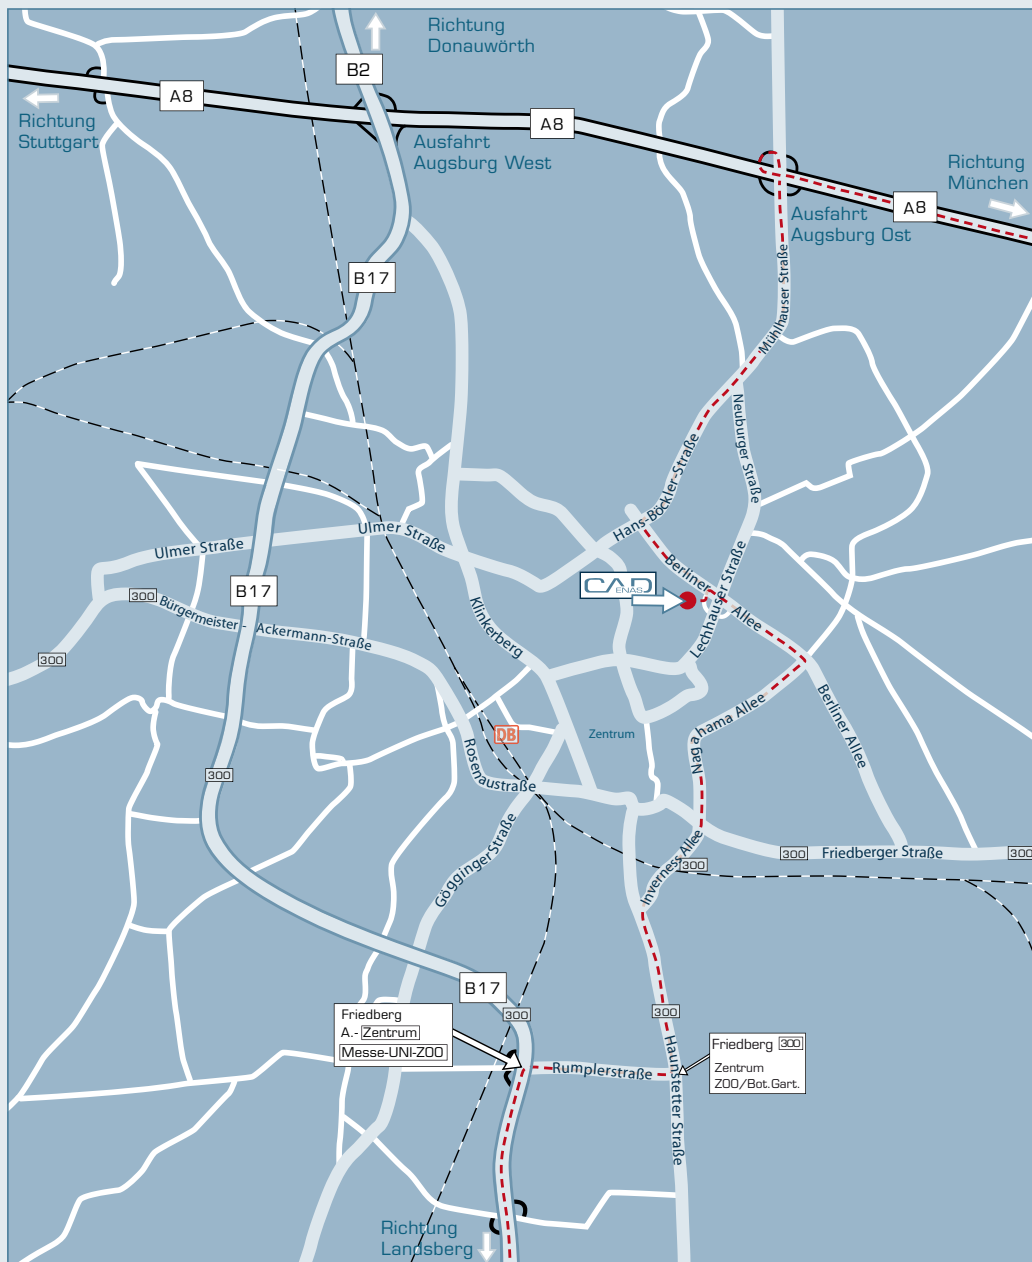 Richtung
Donauwörth
B2
A8
A8
Richtung
Stuttgart
Ausfahrt
Augsburg West
Richtung
München
A8
Ausfahrt
Augsburg Ost
B17
Mühlhauser Straße
Neuburger Straße
Hans-Böckler-Straße
Ulmer Straße
Ulmer Straße
Berliner Allee
Lechhauser Straße
CAD
ENAS
B17
300
Bürgermeister - Ackermann-Straße
Klinkerberg
300
DB
Zentrum
Nagahama Allee
Berliner Allee
Rosenaustraße
300
Gögginger Straße
Inverness Allee
300
300
Friedberger Straße
300
B17
300
300
Friedberg
A.- Zentrum
Messe-UNI-ZOO
Rumplerstraße
Haunstetter Straße
Friedberg 300
Zentrum
ZOO/Bot.Gart.
Richtung
Landsberg